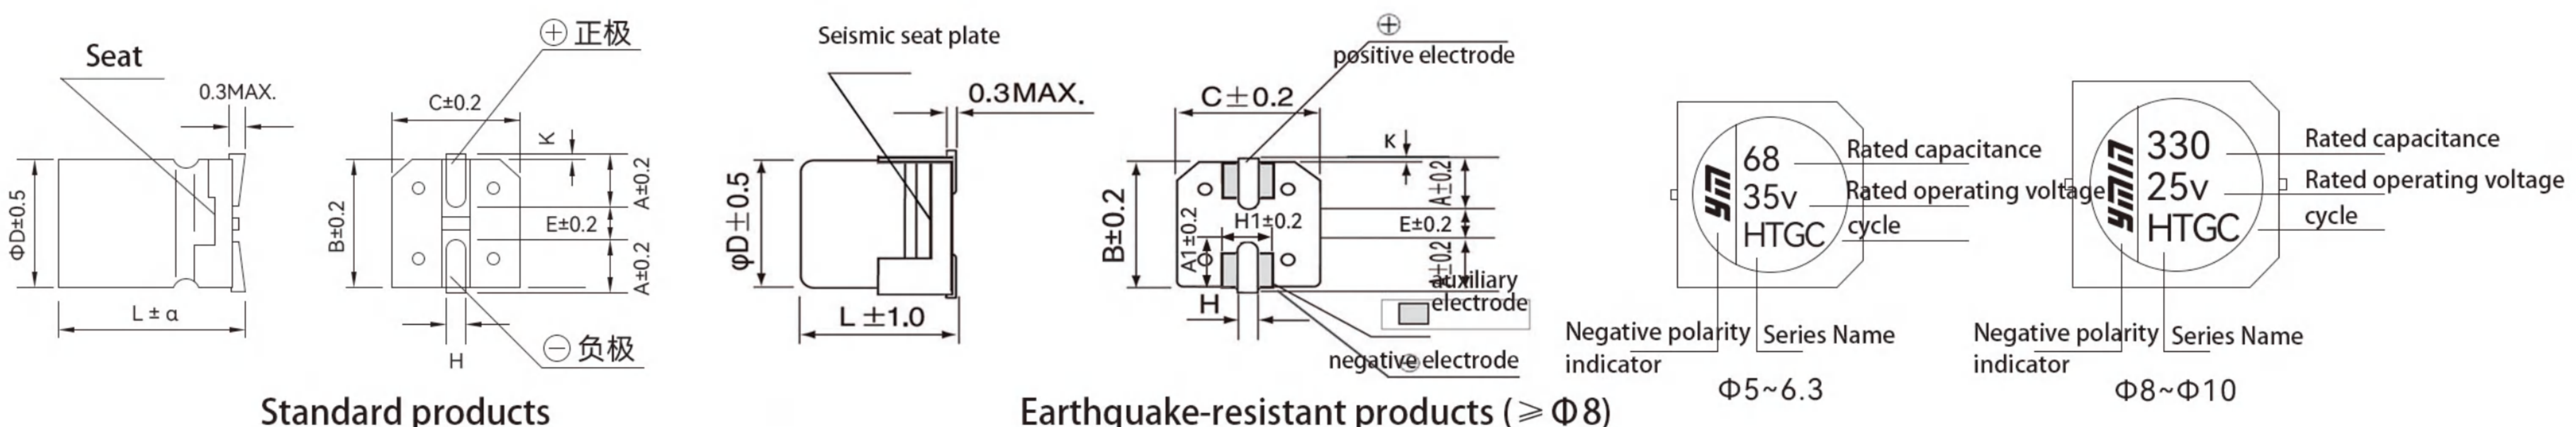 Seat
0.3MAX.
ΦD±0.5
L ± α
⊕ 正极
C±0.2
K
B±0.2
A±0.2
E±0.2
A±0.2
H
⊖ 负极
Standard products
Seismic seat plate
0.3MAX.
φD±0.5
L ±1.0
positive electrode
C±0.2
K
B±0.2
A±0.2
H1±0.2
A1±0.2
E±0.2
A±0.2
H
auxiliary
electrode
negative electrode
Earthquake-resistant products (≥Φ8)
ym
68
35v
HTGC
Rated capacitance
Rated operating voltage
cycle
Negative polarity
indicator
Series Name
Φ5~6.3
ymin
330
25v
HTGC
Rated capacitance
Rated operating voltage
cycle
Negative polarity
indicator
Series Name
Φ8~Φ10